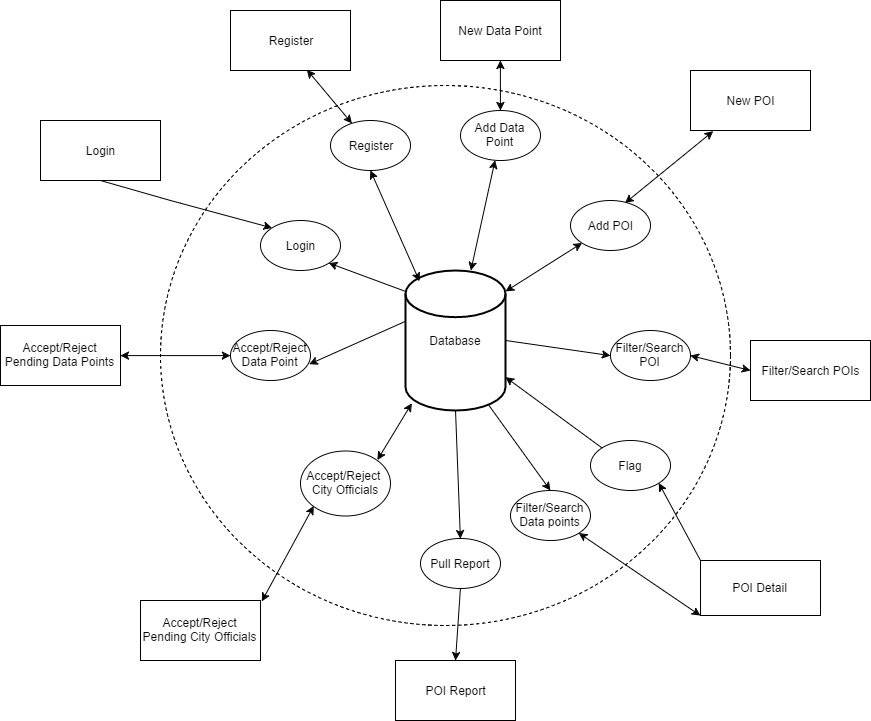 New Data Point
Register
New POI
Add Data
Point
Register
Login
Add POI
Login
Database
Accept/Reject
Pending Data Points
Accept/Reject
Data Point
Filter/Search
POI
Filter/Search POIs
Flag
Accept/Reject
City Officials
Filter/Search
Data points
Pull Report
POI Detail
Accept/Reject
Pending City Officials
POI Report